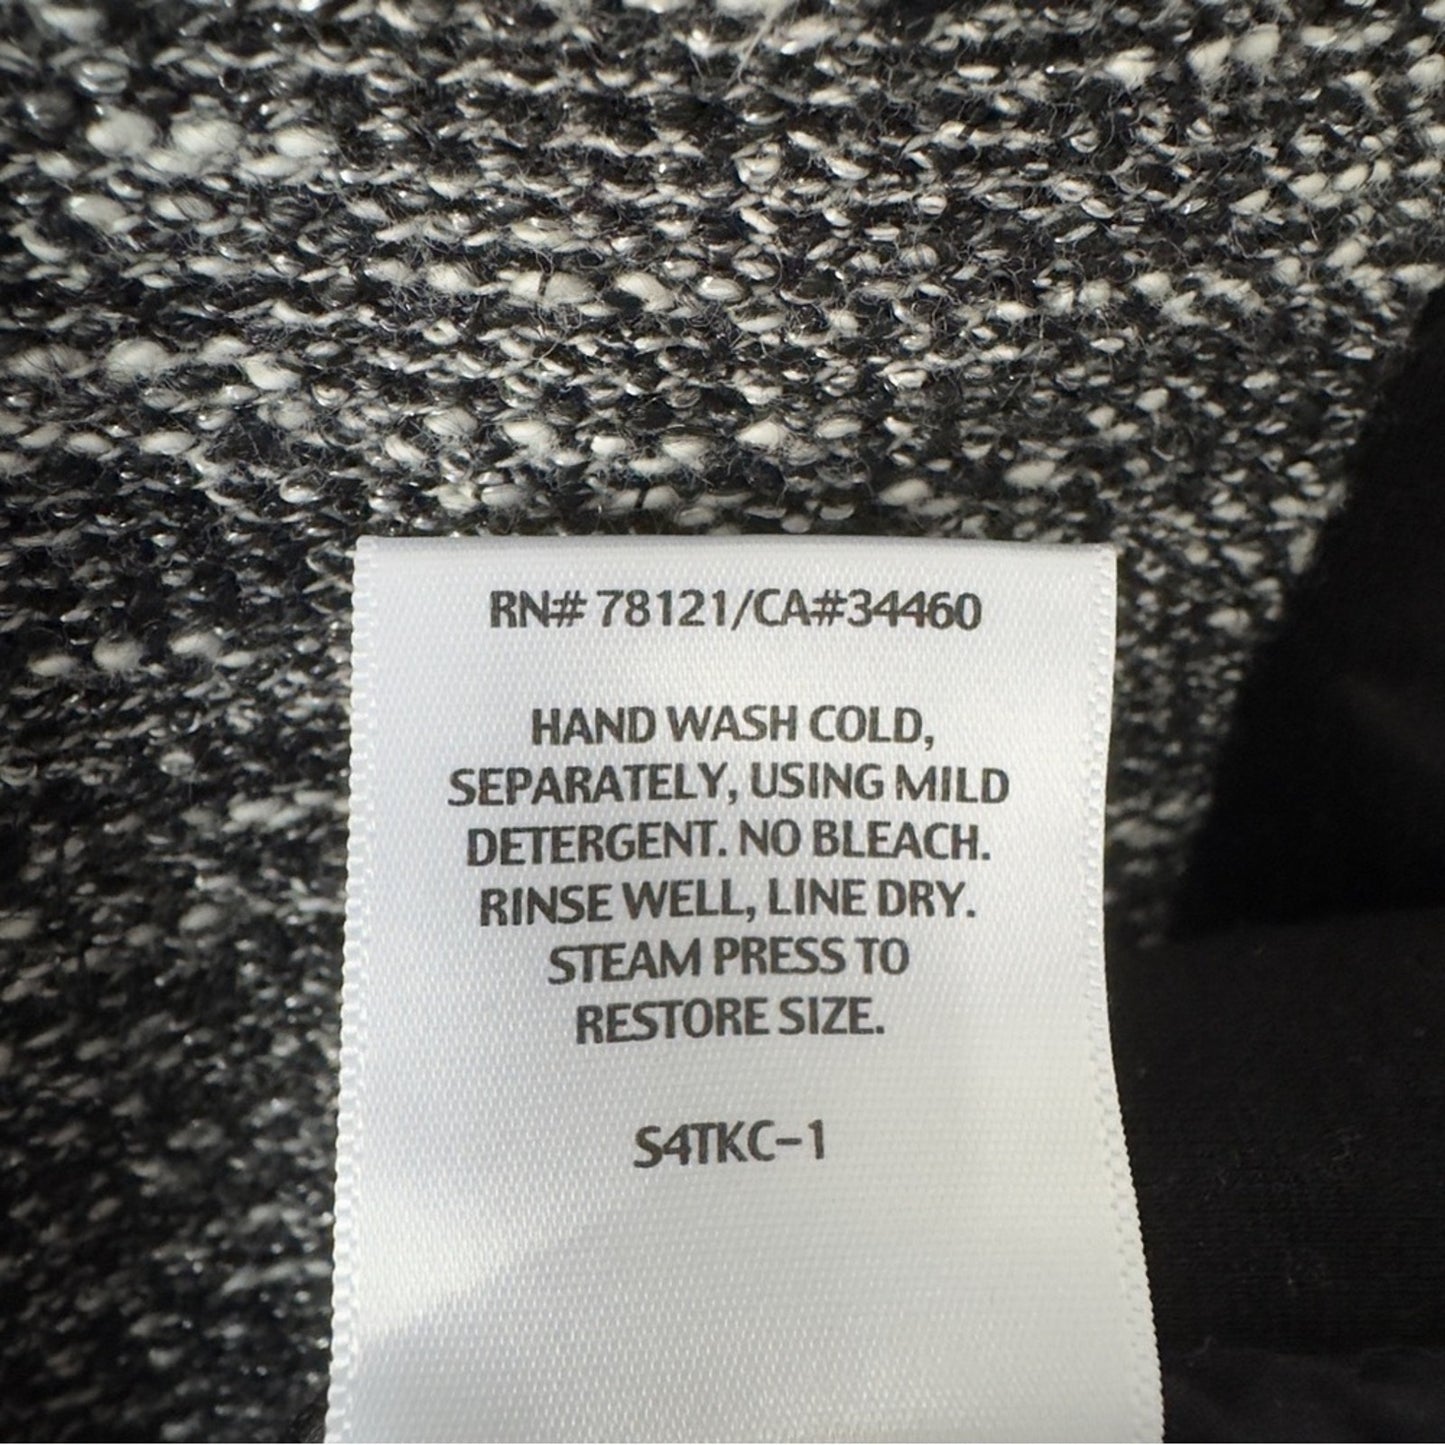 RN# 78121/CA#34460
HAND WASH COLD,
SEPARATELY, USING MILD
DETERGENT. NO BLEACH.
RINSE WELL, LINE DRY.
STEAM PRESS TO
RESTORE SIZE.
S4TKC-1